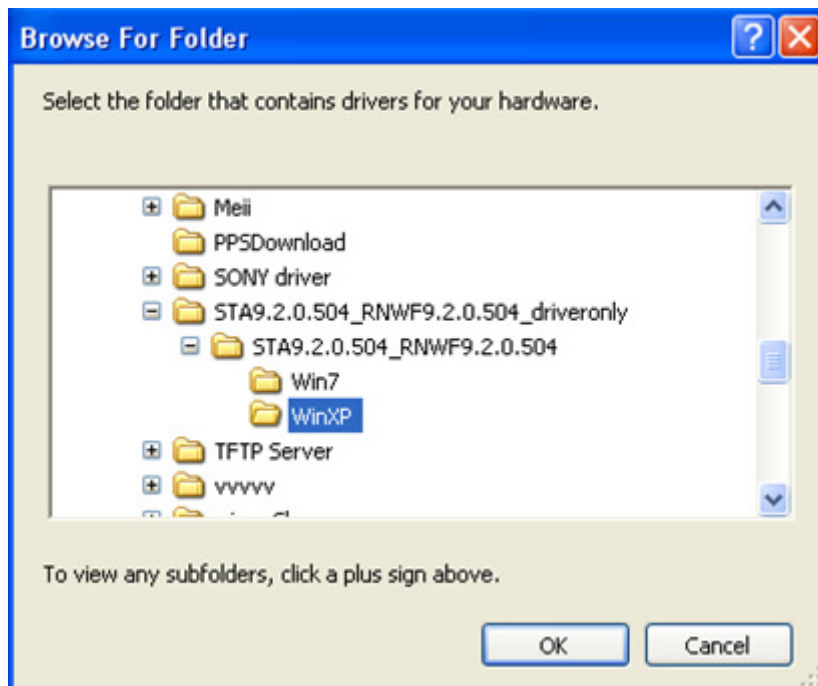 Browse For Folder
Select the folder that contains drivers for your hardware.
Meii
PPSDownload
SONY driver
STA9.2.0.504_RNWF9.2.0.504_driveronly
STA9.2.0.504_RNWF9.2.0.504
Win7
WinXP
TFTP Server
vvvvv
To view any subfolders, click a plus sign above.
OK Cancel